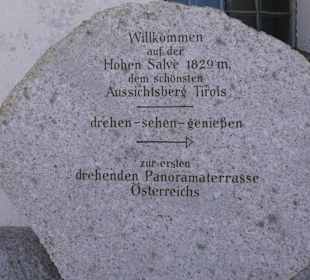 Willkommen
auf der
Hohen Salve 1829 m,
dem schönsten
Aussichtsberg Tirols
drehen-sehen-genießen
zur ersten
drehenden Panoramaterrasse
Österreichs